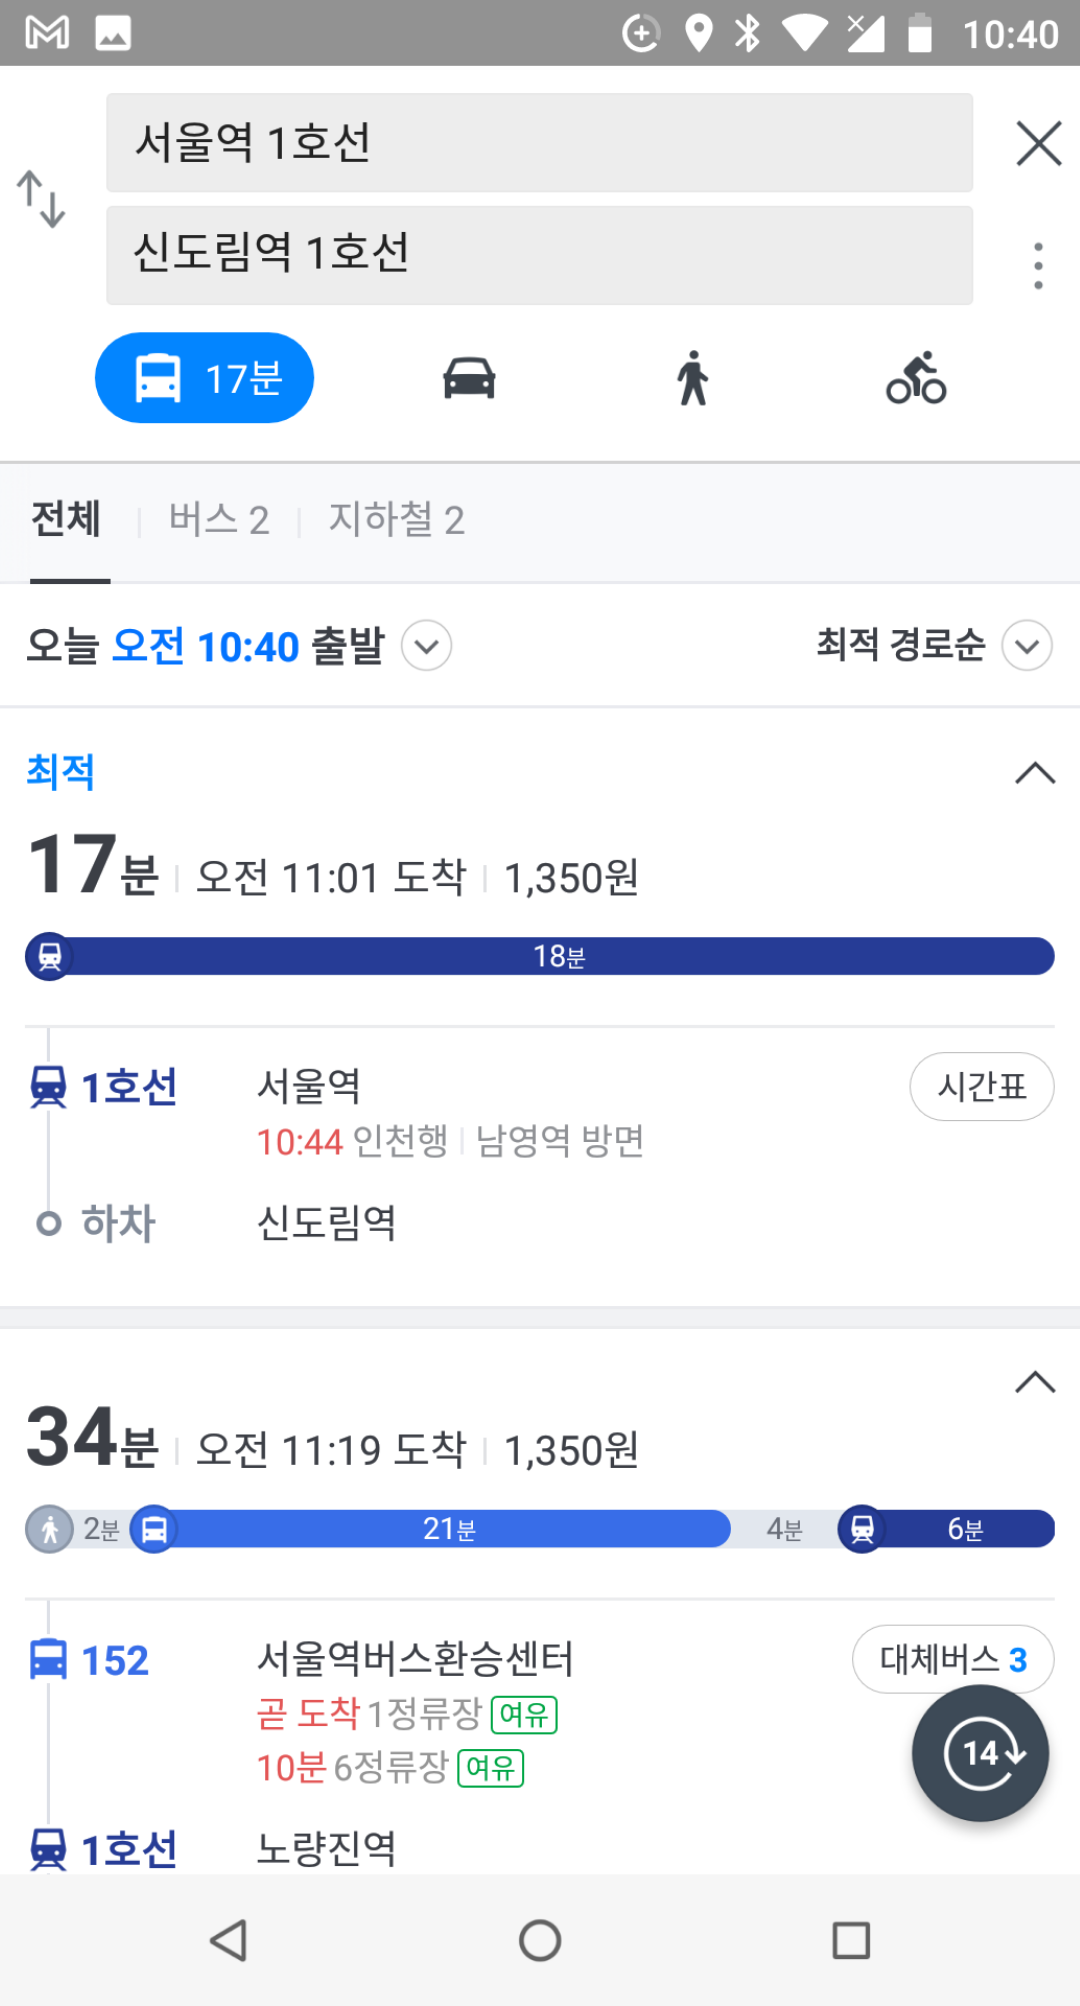 10:40
서울역 1호선
신도림역 1호선
17분
전체 버스 2 지하철 2
오늘 오전 10:40 출발 최적 경로순
최적
17분 오전 11:01 도착 1,350원
18분
1호선 서울역 시간표
10:44 인천행 남영역 방면
하차 신도림역
34분 오전 11:19 도착 1,350원
2분 21분 4분 6분
152 서울역버스환승센터 대체버스 3
곧 도착 1정류장 여유
10분 6정류장 여유
14
1호선 노량진역